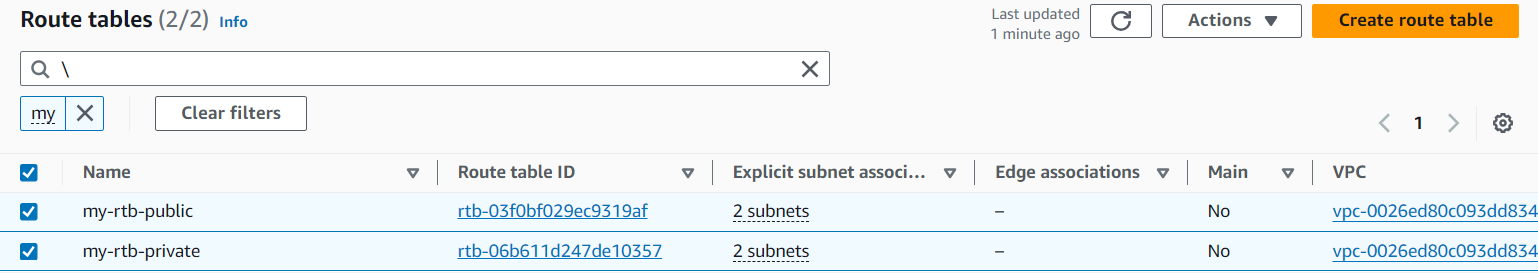 Route tables (2/2) Info
Last updated
1 minute ago
Actions
Create route table
\
my
Clear filters
1
Name Route table ID Explicit subnet associ... Edge associations Main VPC
my-rtb-public rtb-03f0bf029ec9319af 2 subnets – No vpc-0026ed80c093dd834
my-rtb-private rtb-06b611d247de10357 2 subnets – No vpc-0026ed80c093dd834